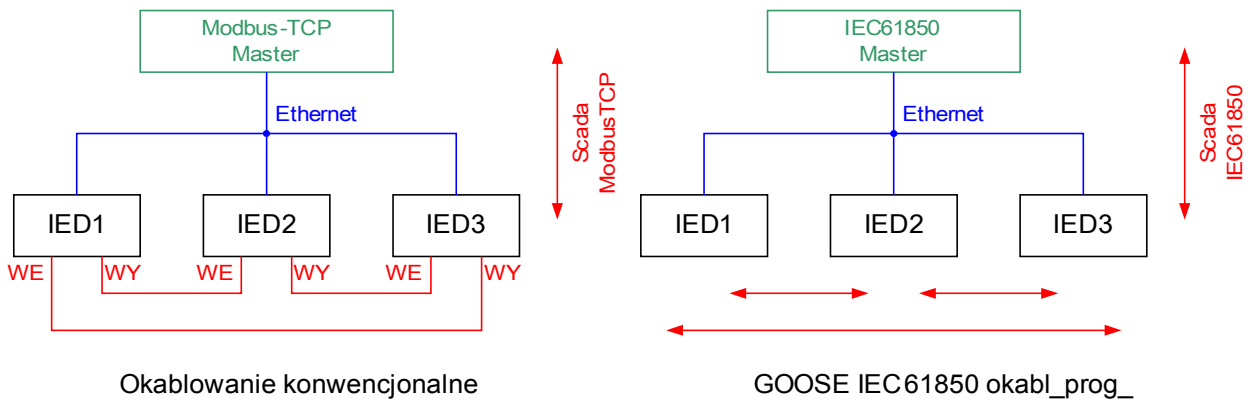 Modbus-TCP
Master
Ethernet
Scada
ModbusTCP
IED1
IED2
IED3
WE
WY
WE
WY
WE
WY
Okablowanie konwencjonalne
IEC61850
Master
Ethernet
Scada
IEC61850
IED1
IED2
IED3
GOOSE IEC61850 okabl_prog_